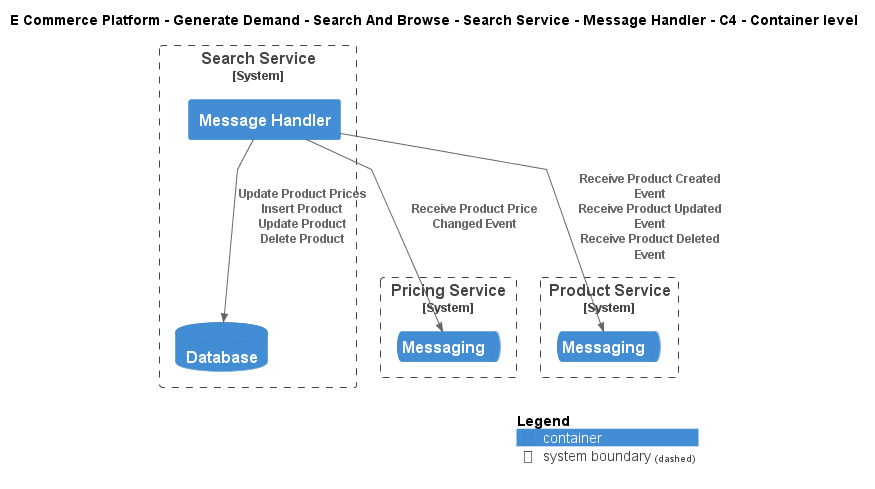 E Commerce Platform - Generate Demand - Search And Browse - Search Service - Message Handler - C4 - Container level
Search Service
[System]
Message Handler
Update Product Prices
Insert Product
Update Product
Delete Product
Receive Product Price
Changed Event
Receive Product Created
Event
Receive Product Updated
Event
Receive Product Deleted
Event
Pricing Service
[System]
Messaging
Product Service
[System]
Messaging
Database
Legend
container
system boundary (dashed)